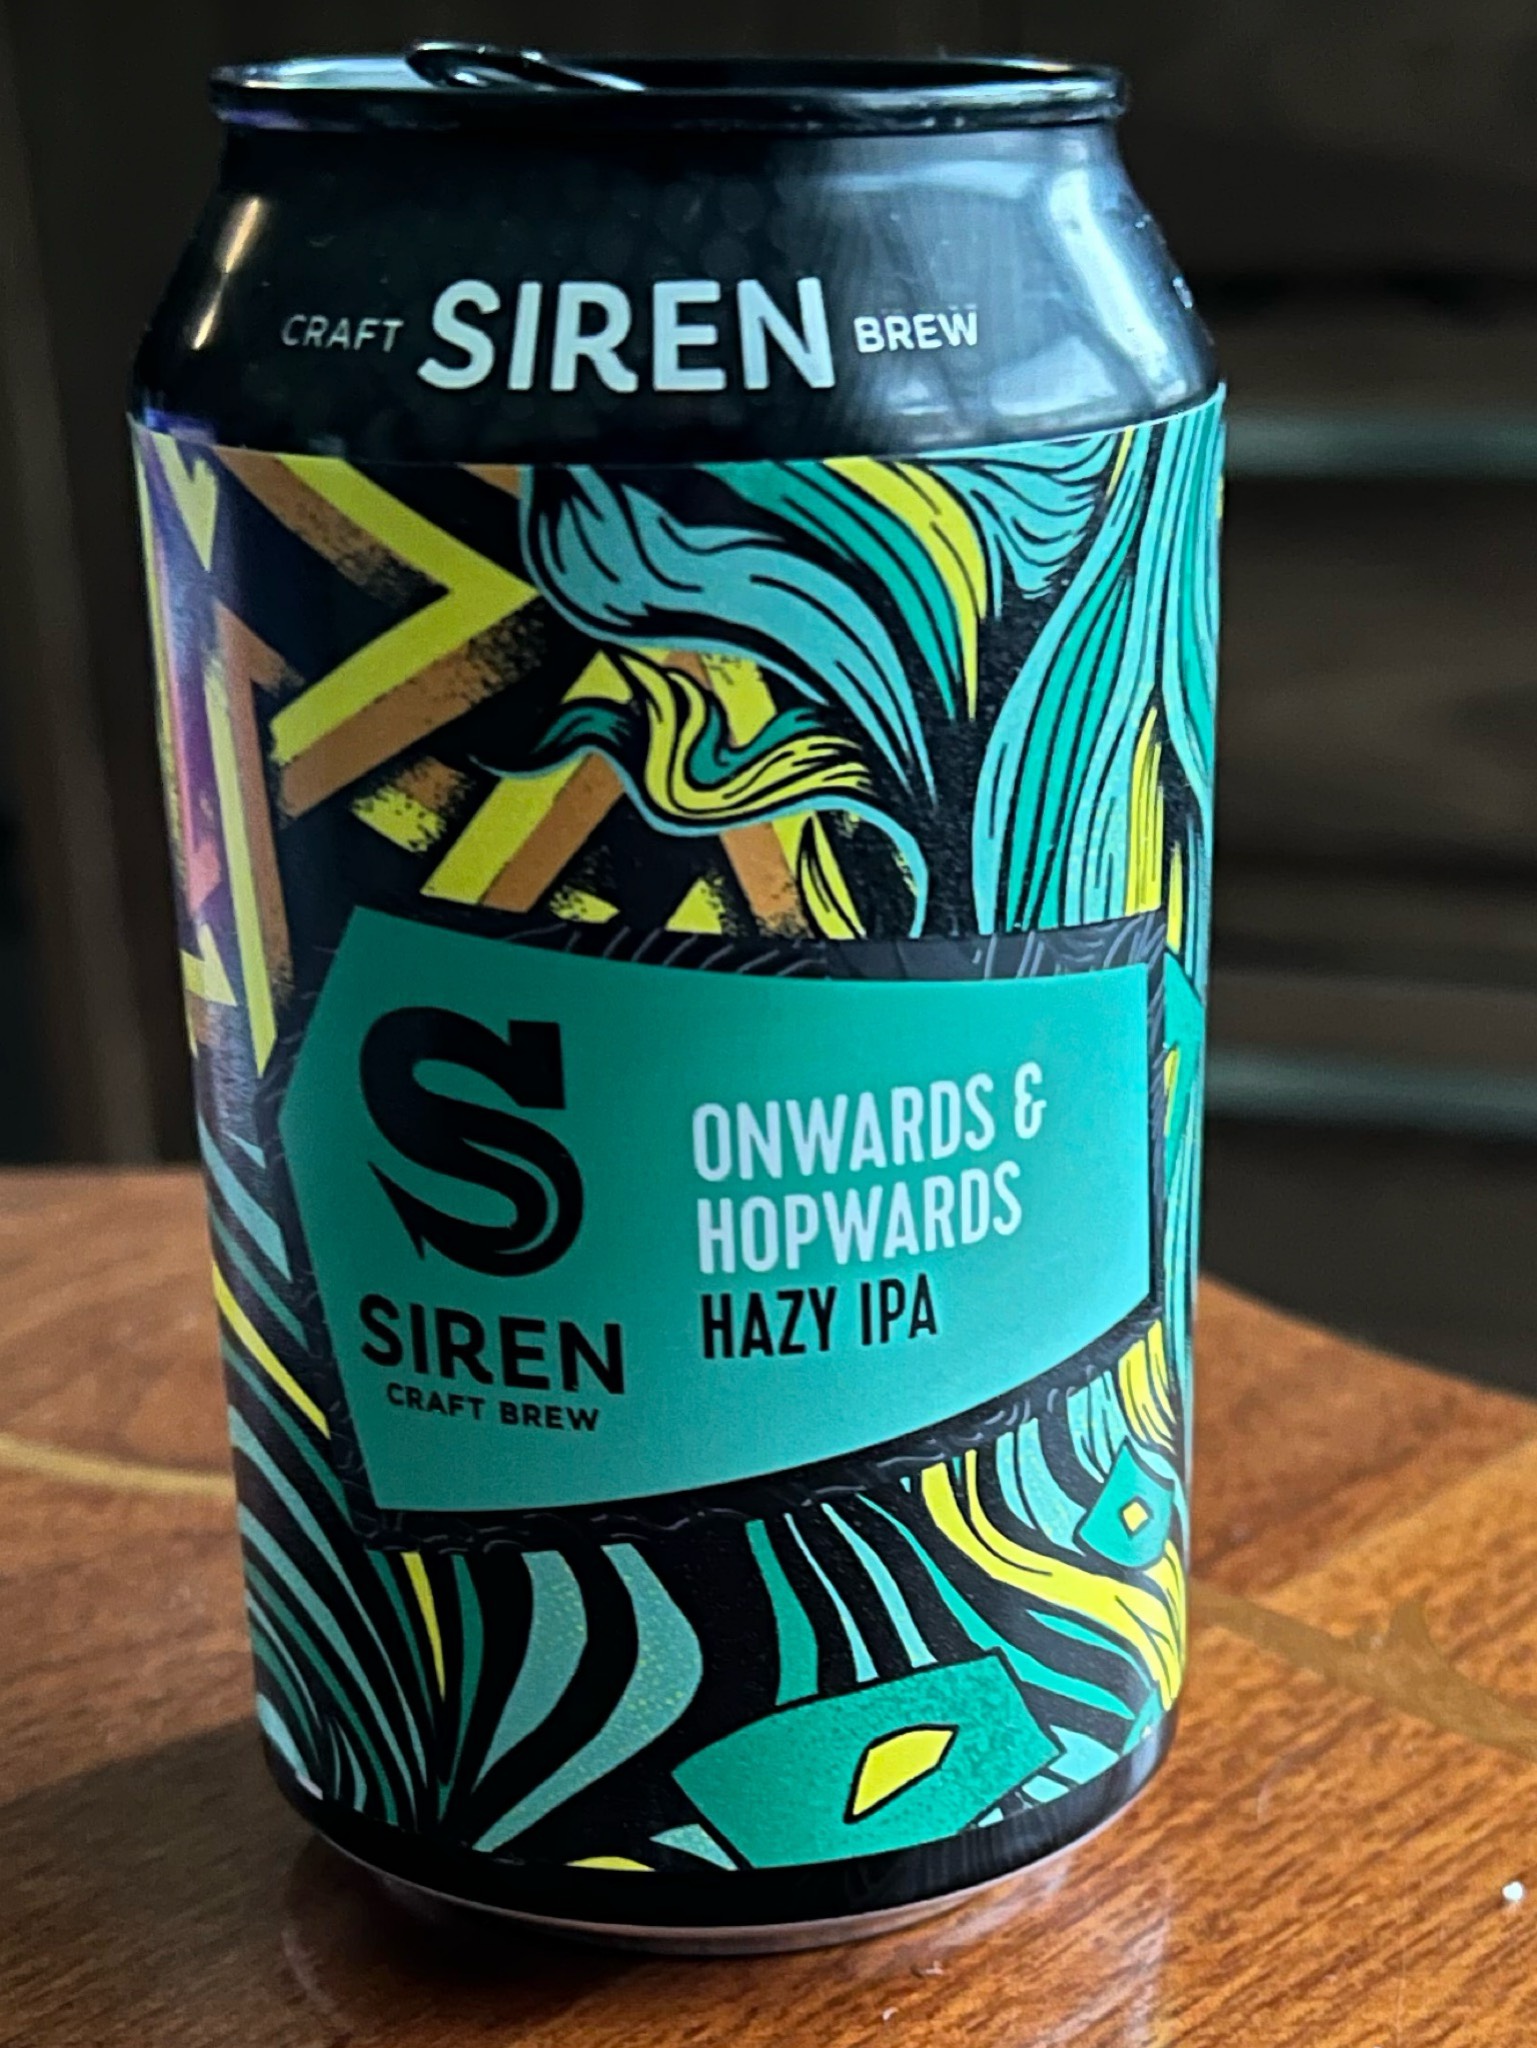 CRAFT SIREN BREW
S
SIREN
CRAFT BREW
ONWARDS &
HOPWARDS
HAZY IPA